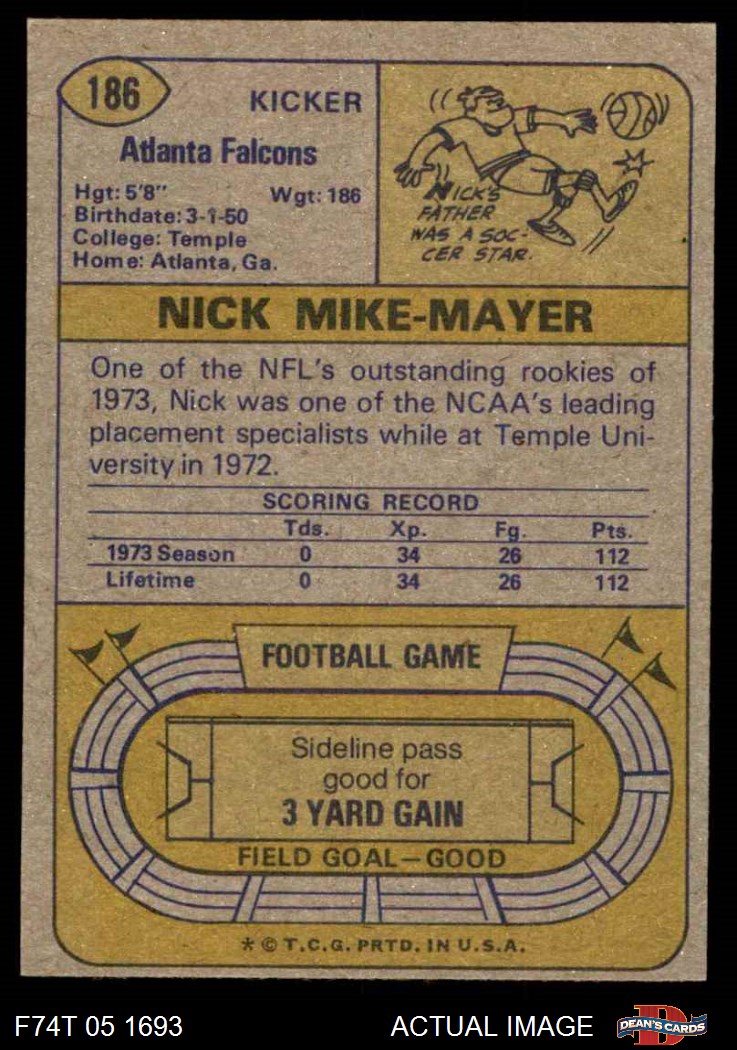 186
KICKER
Atlanta Falcons
Hgt: 5'8" Wgt: 186
Birthdate: 3-1-50
College: Temple
Home: Atlanta, Ga.
NICK'S
FATHER
WAS A SOC-
CER STAR.
NICK MIKE-MAYER
One of the NFL's outstanding rookies of
1973, Nick was one of the NCAA's leading
placement specialists while at Temple Uni-
versity in 1972.
SCORING RECORD
Tds. Xp. Fg. Pts.
1973 Season 0 34 26 112
Lifetime 0 34 26 112
FOOTBALL GAME
Sideline pass
good for
3 YARD GAIN
FIELD GOAL—GOOD
* © T.C.G. PRTD. IN U.S.A.
F74T 05 1693 ACTUAL IMAGE D DEAN'S CARDS